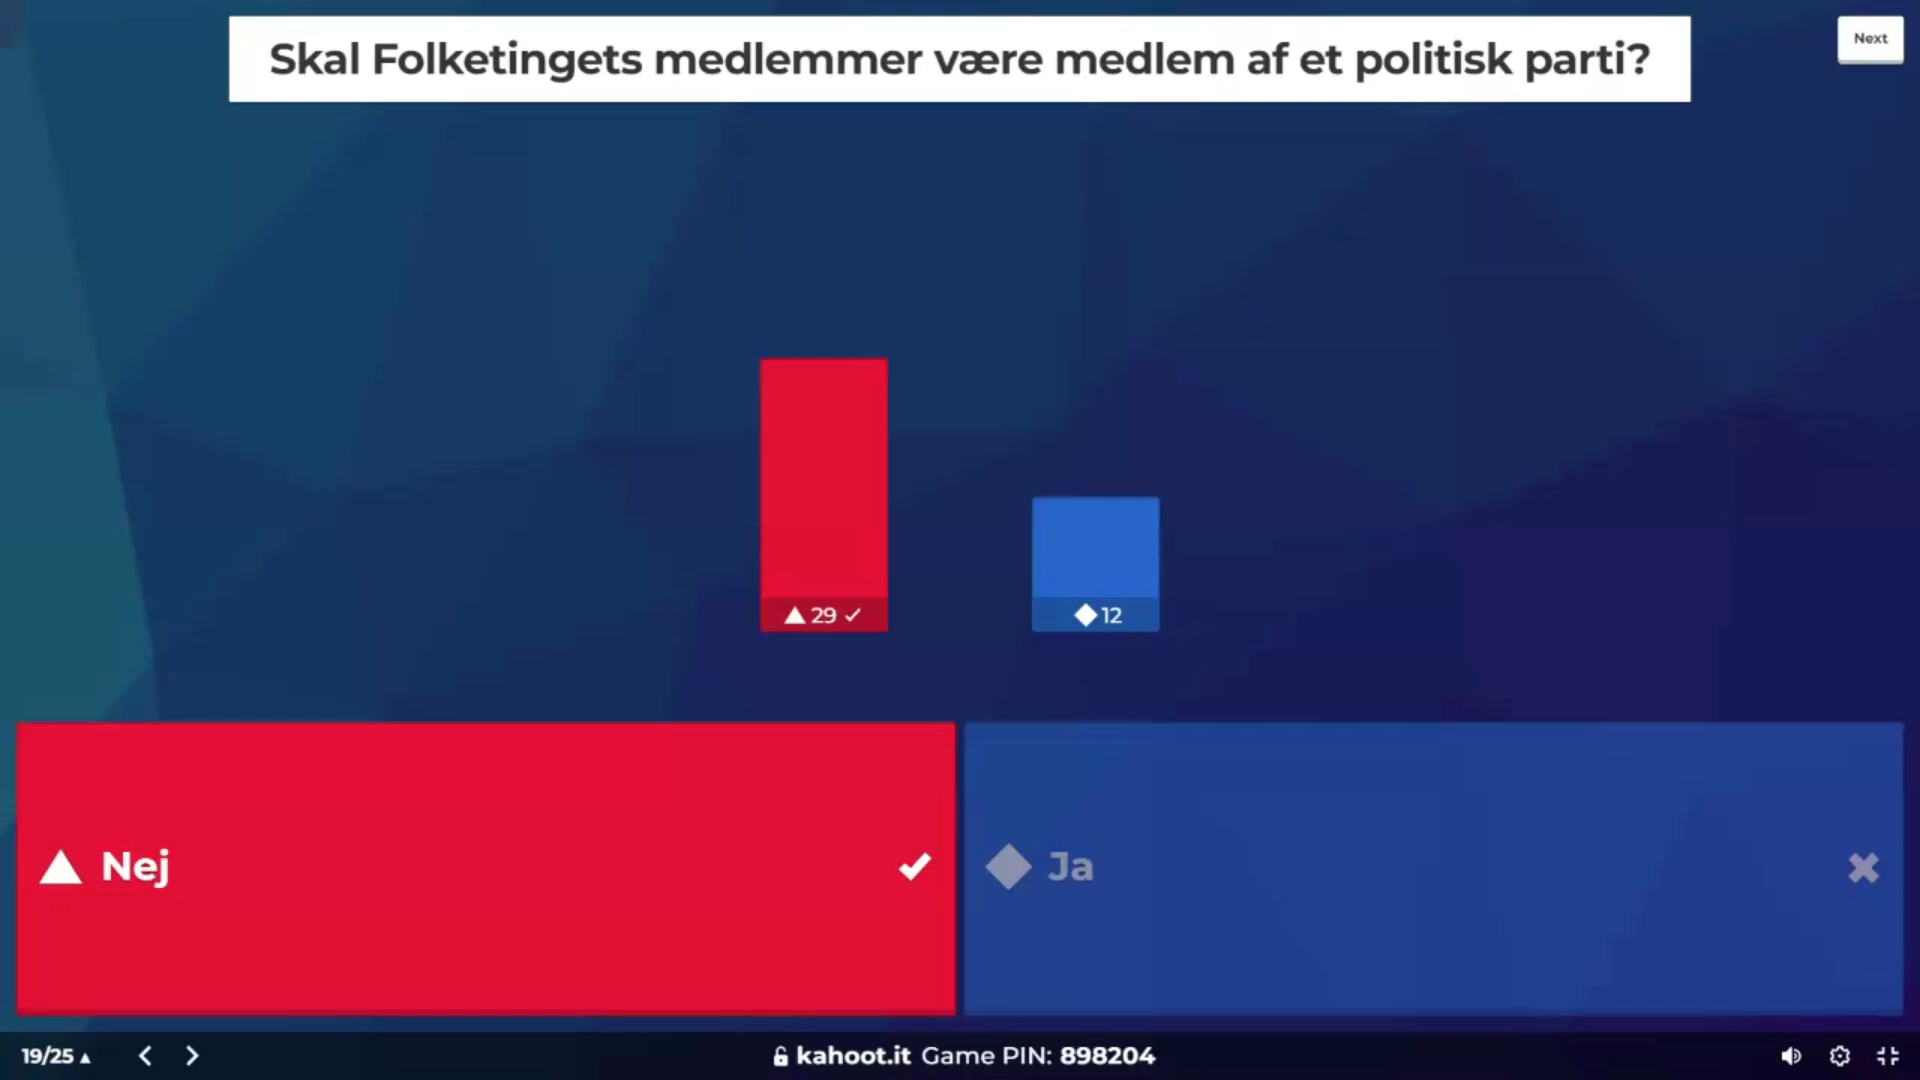 Skal Folketingets medlemmer være medlem af et politisk parti?
Next
29
12
Nej
Ja
19/25
kahoot.it Game PIN: 898204